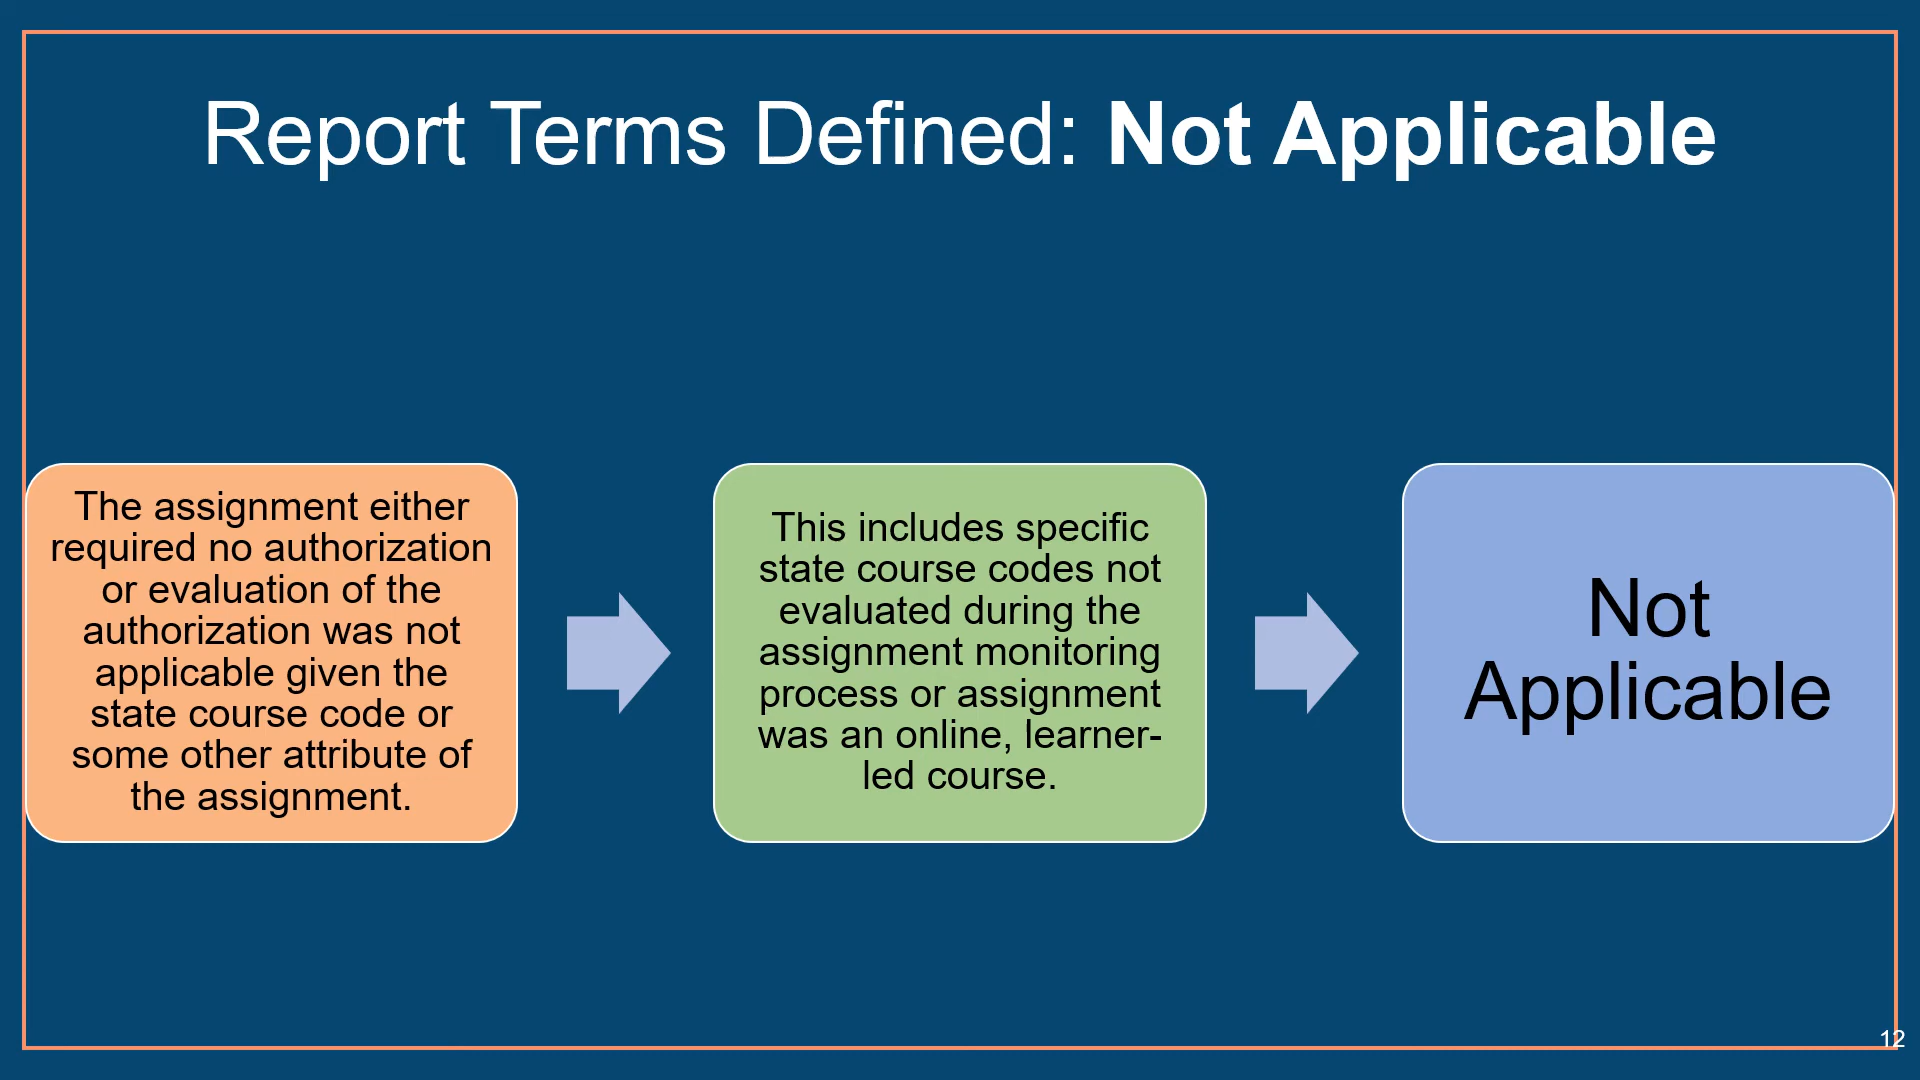 Report Terms Defined: Not Applicable
The assignment either
required no authorization
or evaluation of the
authorization was not
applicable given the
state course code or
some other attribute of
the assignment.
This includes specific
state course codes not
evaluated during the
assignment monitoring
process or assignment
was an online, learner-
led course.
Not
Applicable
12